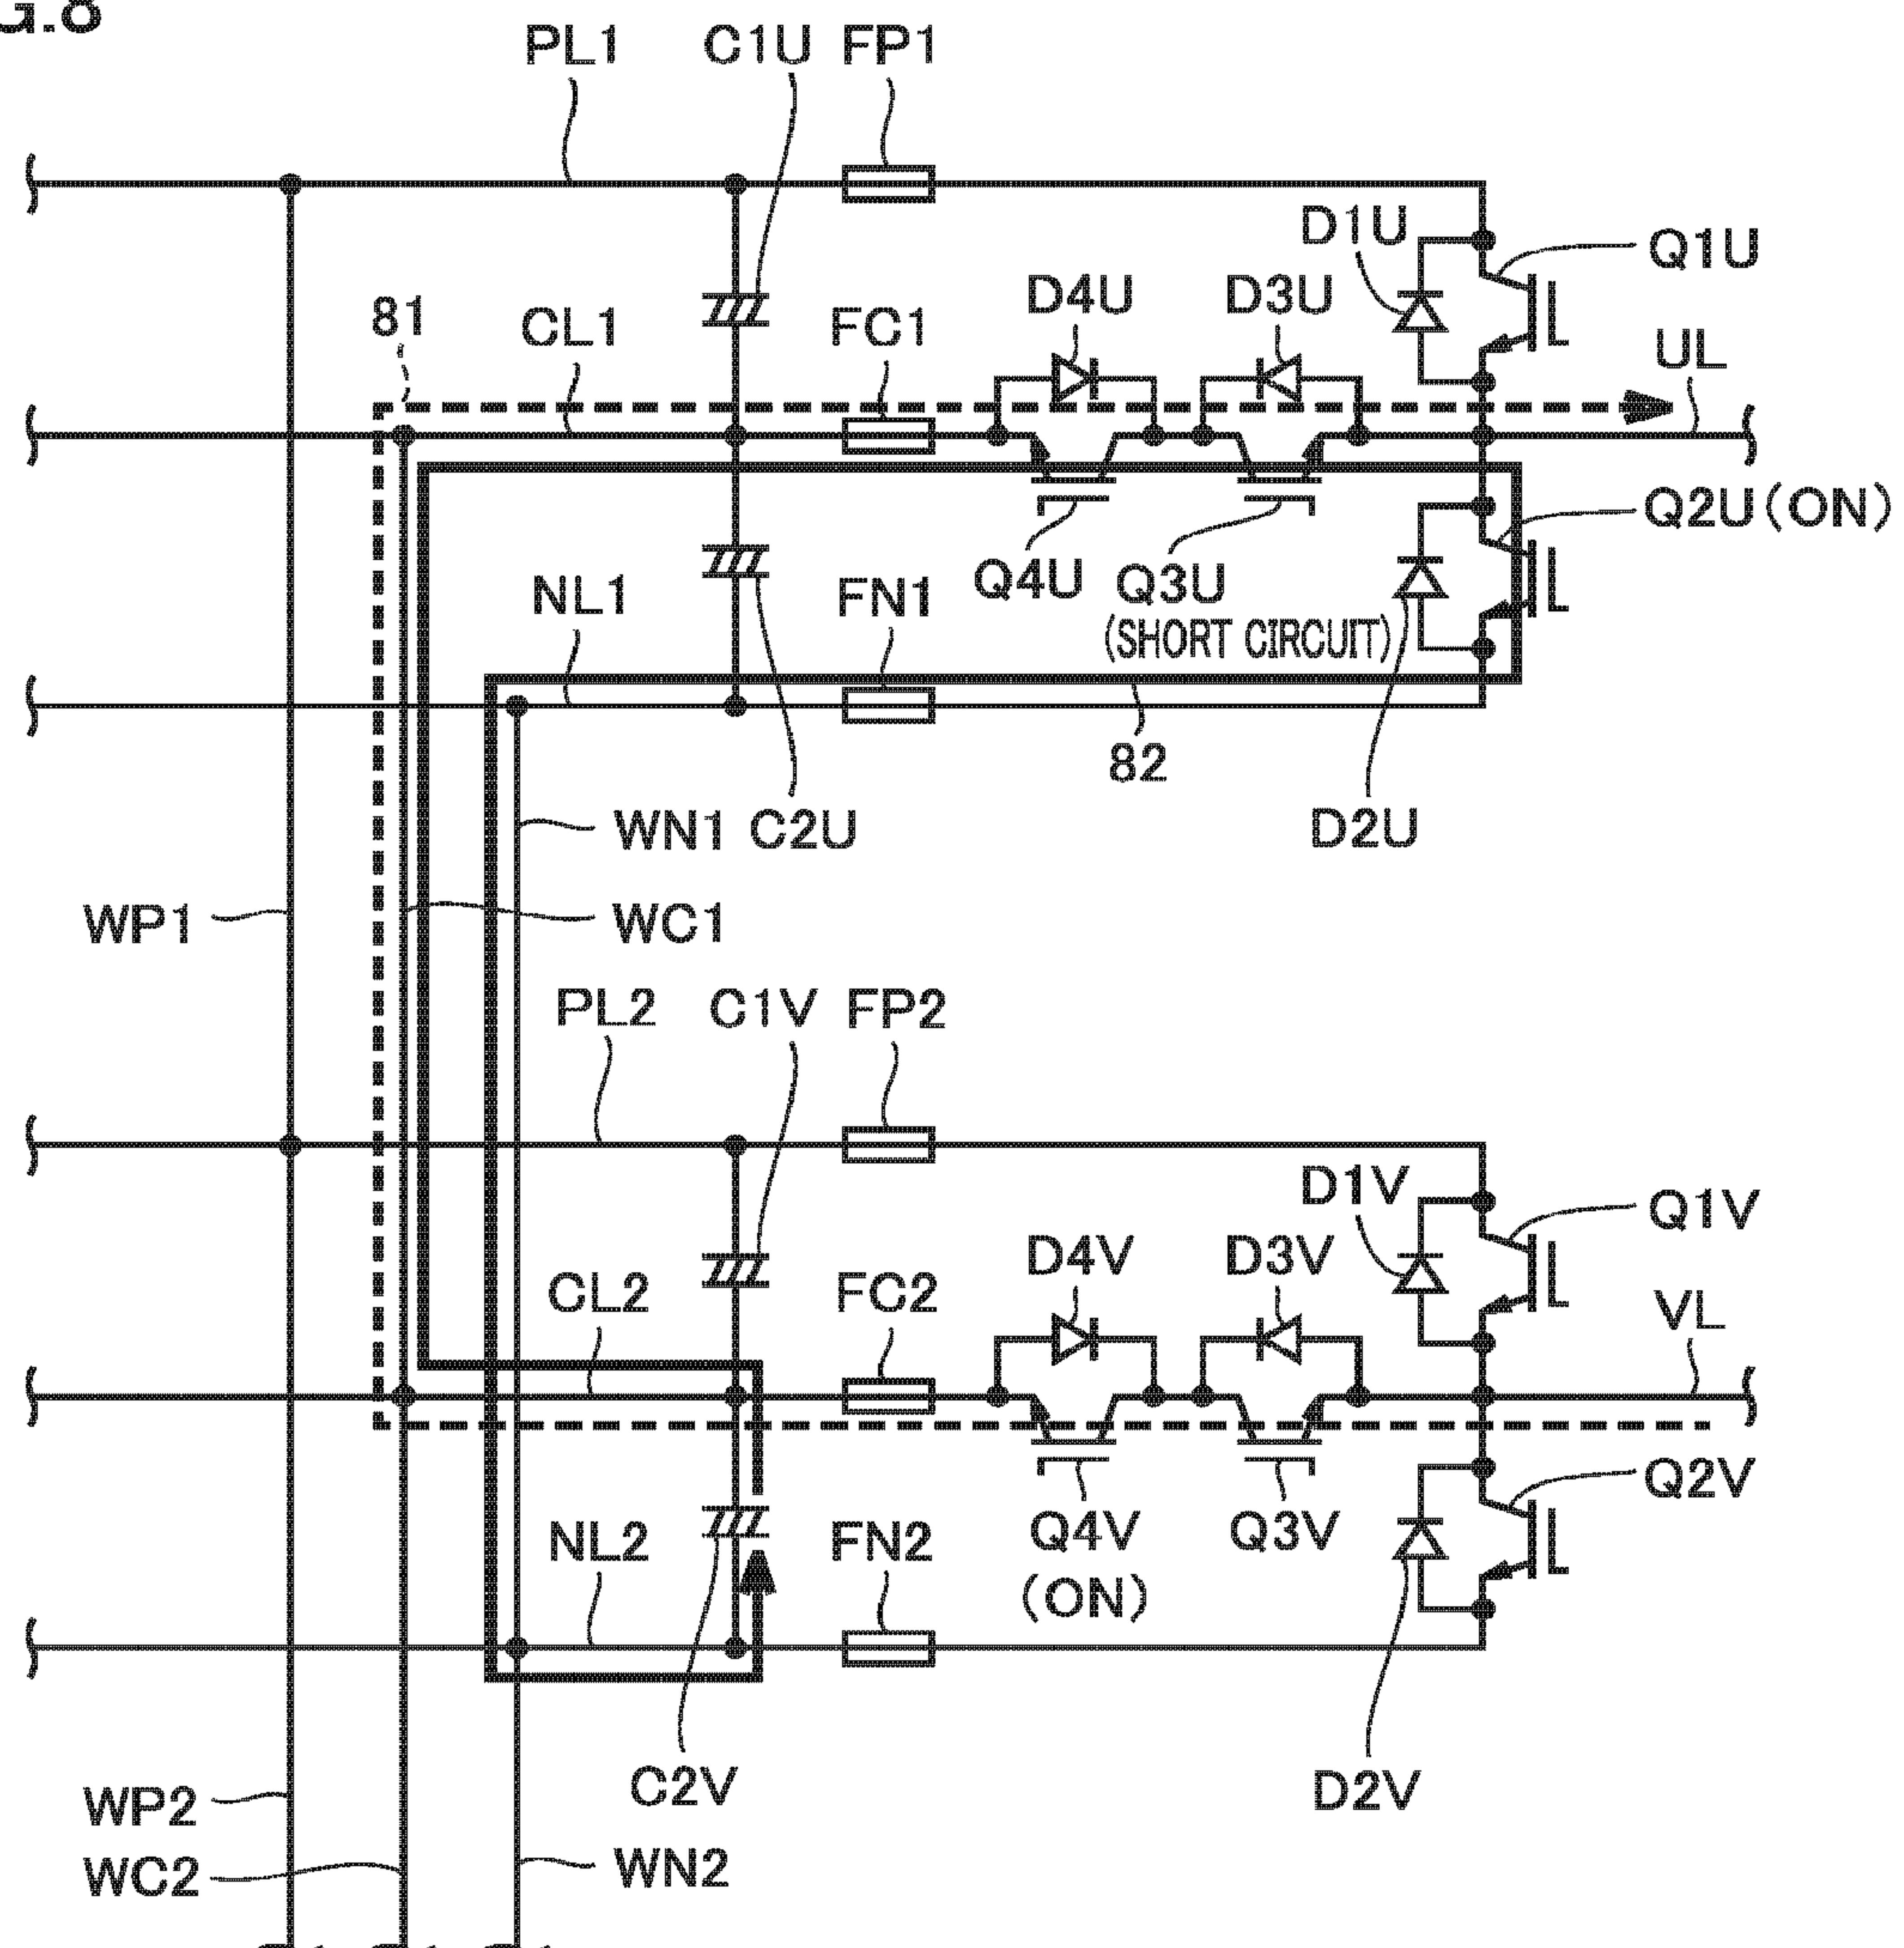 G.8
PL1 C1U FP1
D1U Q1U
81 CL1 FC1 D4U D3U UL
Q2U(ON)
NL1 FN1 Q4U Q3U
(SHORT CIRCUIT)
82
WN1 C2U D2U
WP1 WC1
PL2 C1V FP2
D1V Q1V
CL2 FC2 D4V D3V VL
Q2V
NL2 FN2 Q4V Q3V
(ON)
C2V D2V
WP2
WC2 WN2